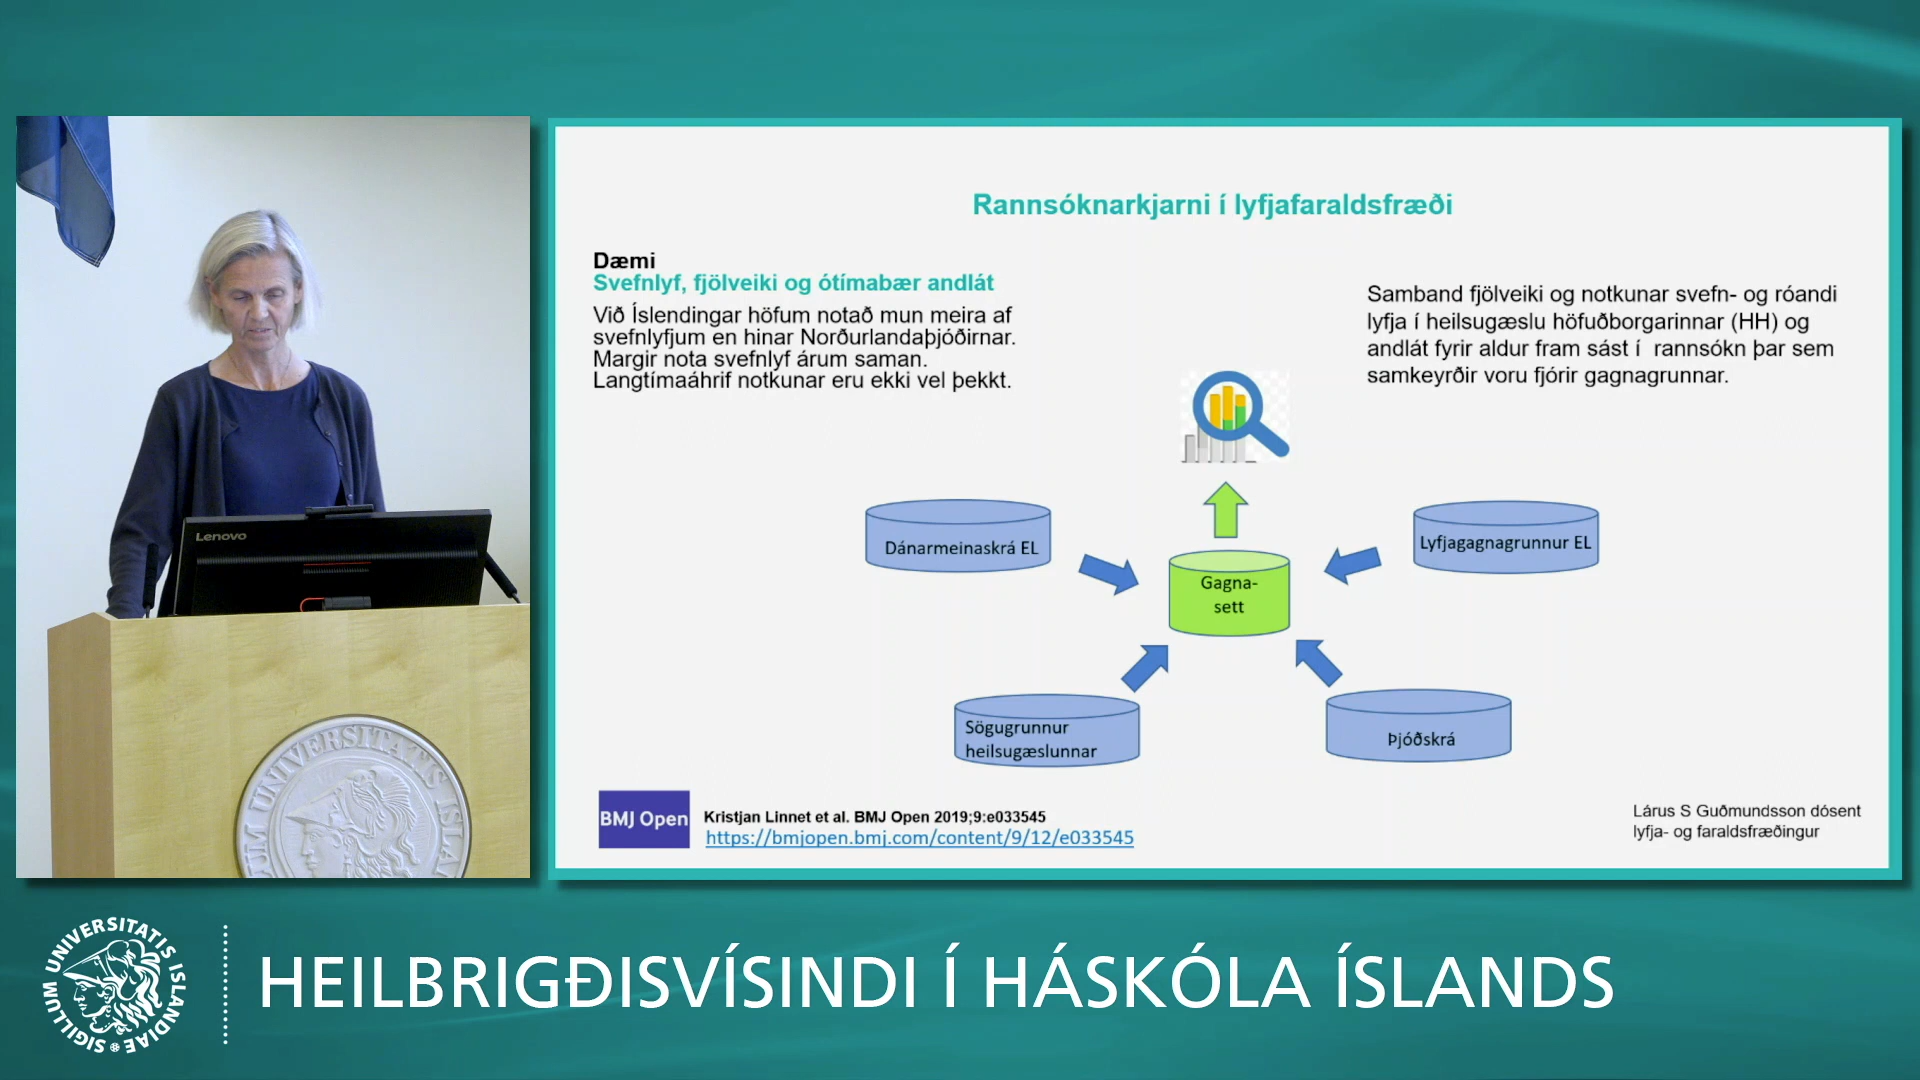 Rannsóknarkjarni í lyfjafaraldsfræði
Dæmi
Svefnlyf, fjölveiki og ótímabær andlát
Við Íslendingar höfum notað mun meira af
svefnlyfjum en hinar Norðurlandaþjóðirnar.
Margir nota svefnlyf árum saman.
Langtímaáhrif notkunar eru ekki vel þekkt.
Samband fjölveiki og notkunar svefn- og róandi
lyfja í heilsugæslu höfuðborgarinnar (HH) og
andlát fyrir aldur fram sást í rannsókn þar sem
samkeyrðir voru fjórir gagnagrunnar.
Dánarmeinaskrá EL
Lyfjagagnagrunnur EL
Gagna-
sett
Sögugrunnur
heilsugæslunnar
Þjóðskrá
BMJ Open
Kristjan Linnet et al. BMJ Open 2019;9:e033545
https://bmjopen.bmj.com/content/9/12/e033545
Lárus S Guðmundsson dósent
lyfja- og faraldsfræðingur
Lenovo
UNIVERSITATIS
UNIVERSITATIS ISLANDIAE SIGILLUM
HEILBRIGÐISVÍSINDI Í HÁSKÓLA ÍSLANDS